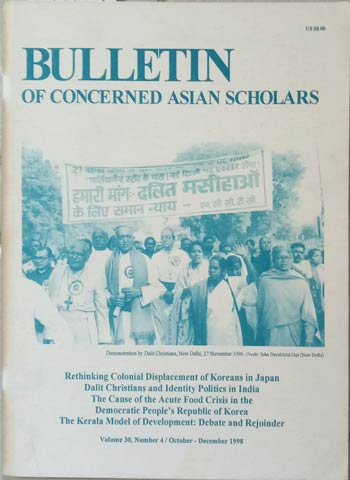 US $8.00
BULLETIN
OF CONCERNED ASIAN SCHOLARS
हमारी मांग: दलित मसीहाओं
के लिए समान न्याय -
Demonstration by Dalit Christians, New Delhi, 27 November 1996. Credit: John Dayal/Mid-Day (New Delhi)
Rethinking Colonial Displacement of Koreans in Japan
Dalit Christians and Identity Politics in India
The Cause of the Acute Food Crisis in the
Democratic People's Republic of Korea
The Kerala Model of Development: Debate and Rejoinder
Volume 30, Number 4 / October - December 1998